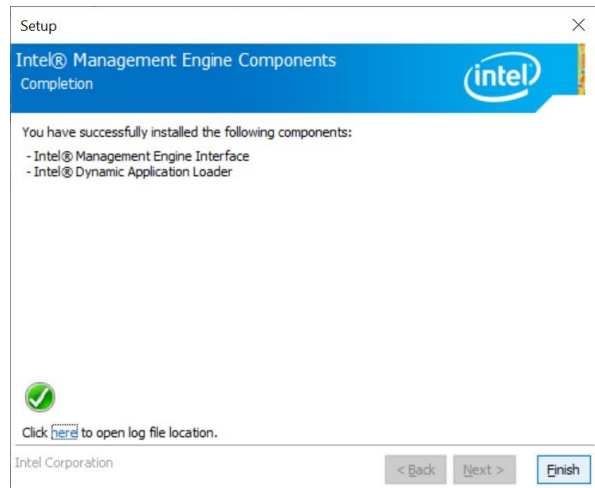 Setup
Intel® Management Engine Components
Completion
intel
You have successfully installed the following components:
- Intel® Management Engine Interface
- Intel® Dynamic Application Loader
Click here to open log file location.
Intel Corporation
< Back Next > Finish